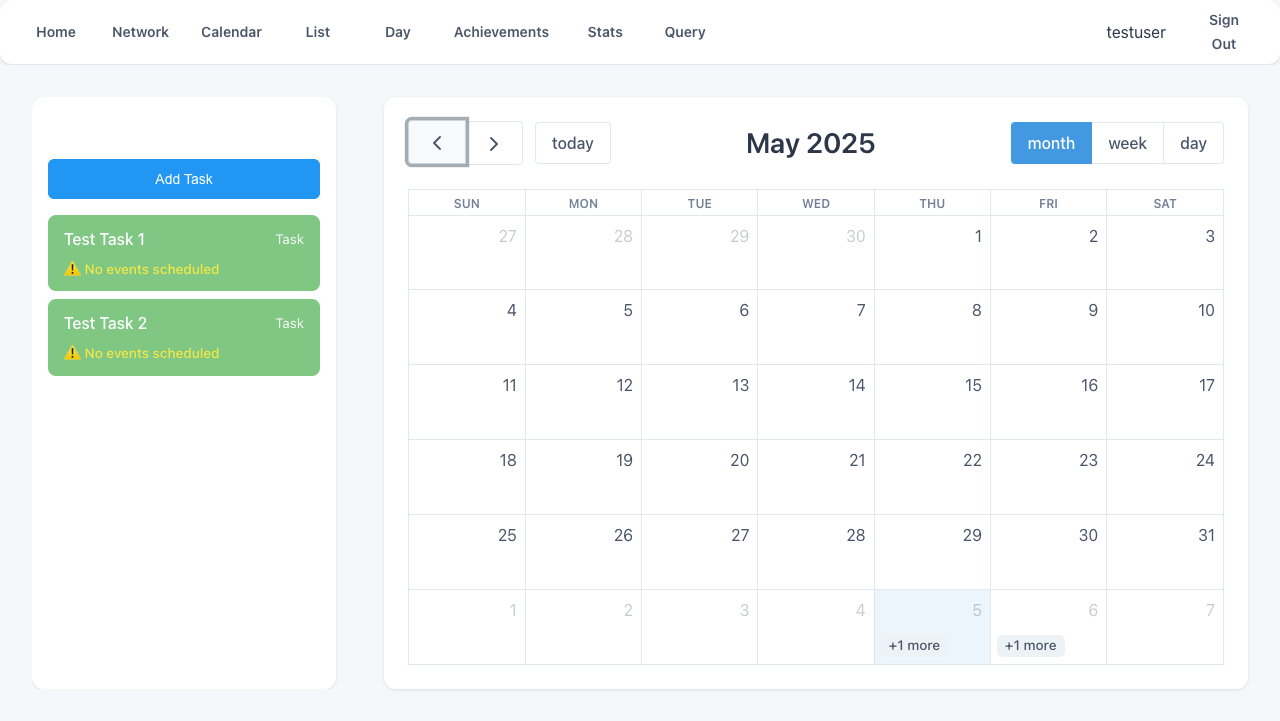 Home Network Calendar List Day Achievements Stats Query testuser Sign Out
Add Task
Test Task 1 Task
⚠️ No events scheduled
Test Task 2 Task
⚠️ No events scheduled
today
May 2025
month week day
SUN MON TUE WED THU FRI SAT
27 28 29 30 1 2 3
4 5 6 7 8 9 10
11 12 13 14 15 16 17
18 19 20 21 22 23 24
25 26 27 28 29 30 31
1 2 3 4 5 6 7
+1 more +1 more